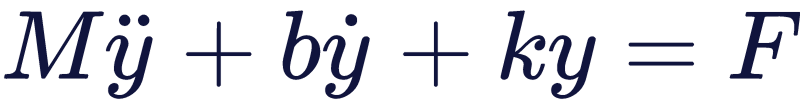 Mÿ + bẏ + ky = F